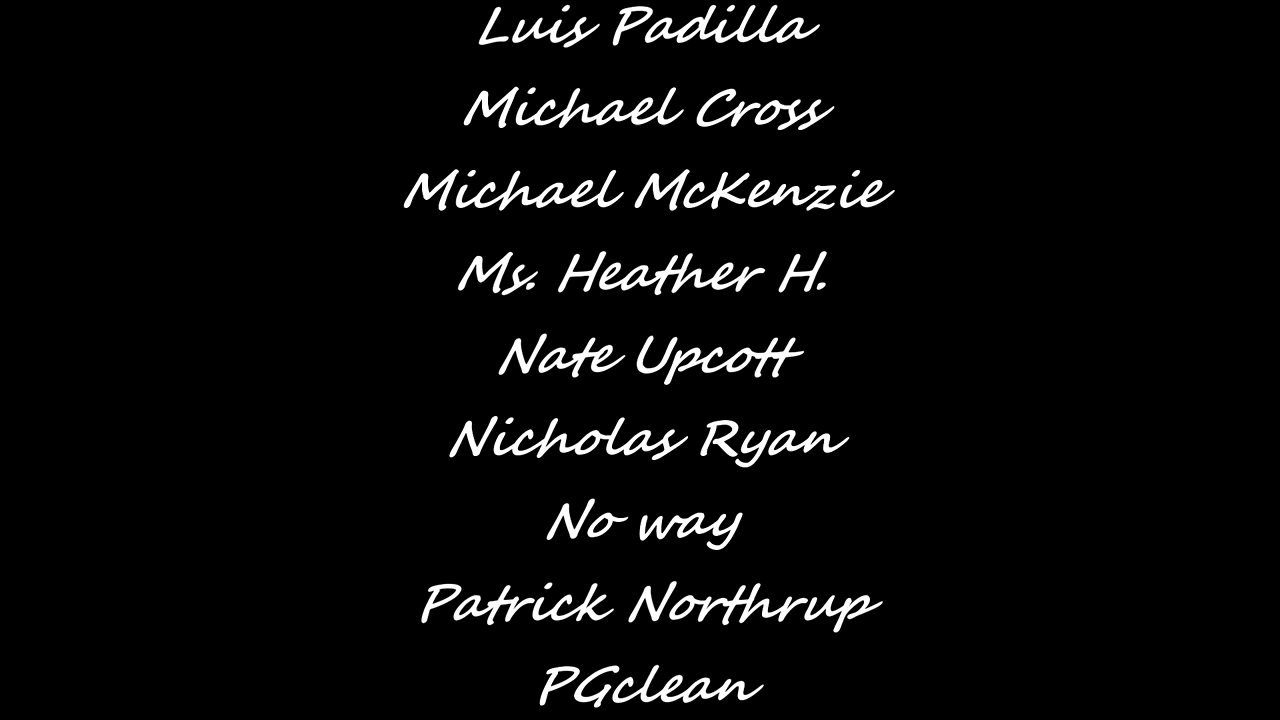 Luis Padilla
Michael Cross
Michael McKenzie
Ms. Heather H.
Nate Upcott
Nicholas Ryan
No way
Patrick Northrup
PGclean